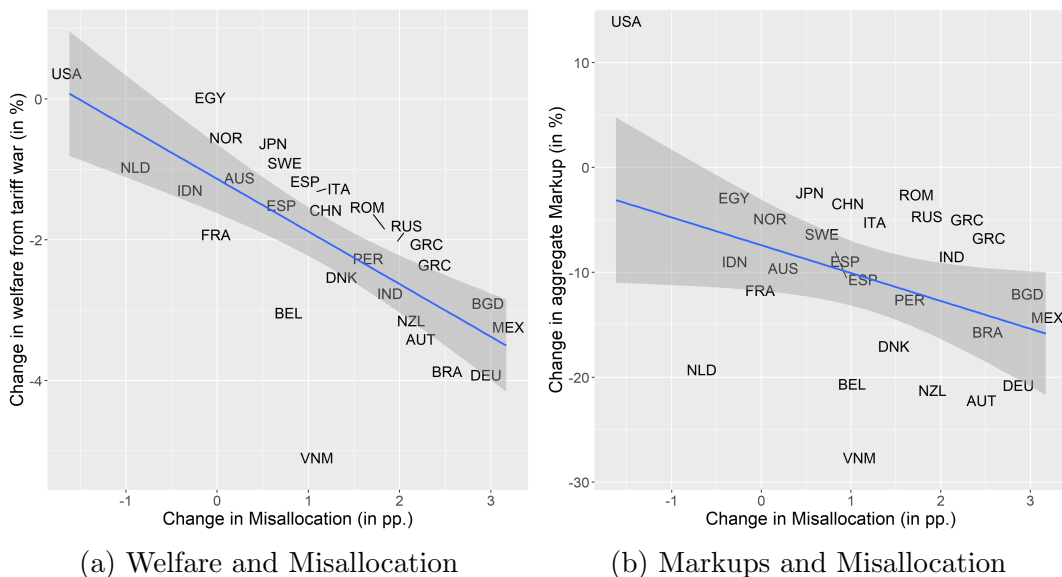 Change in welfare from tariff war (in %)
0
-2
-4
USA
EGY
NOR
JPN
SWE
NLD
AUS
ESP
ITA
IDN
ESP
CHN
ROM
RUS
FRA
GRC
PER
GRC
DNK
IND
BGD
BEL
NZL
MEX
AUT
BRA
DEU
VNM
-1 0 1 2 3
Change in Misallocation (in pp.)
(a) Welfare and Misallocation
Change in aggregate Markup (in %)
10
0
-10
-20
-30
USA
JPN
ROM
EGY
CHN
NOR
ITA
RUS
GRC
SWE
GRC
IND
IDN
AUS
ESP
ESP
FRA
PER
BGD
MEX
BRA
DNK
NLD
BEL
NZL
AUT
DEU
VNM
-1 0 1 2 3
Change in Misallocation (in pp.)
(b) Markups and Misallocation